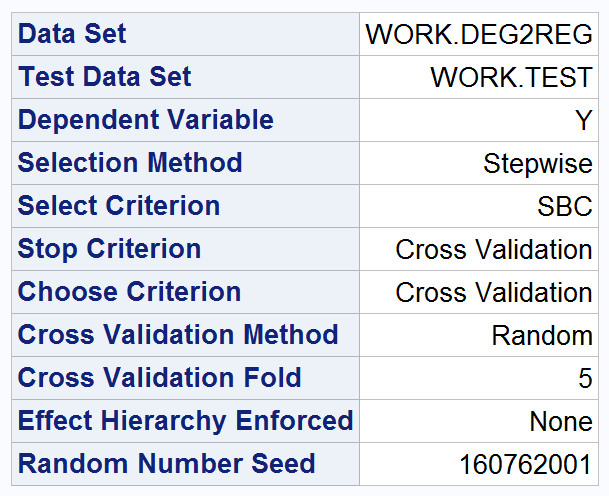 Data Set WORK.DEG2REG
Test Data Set WORK.TEST
Dependent Variable Y
Selection Method Stepwise
Select Criterion SBC
Stop Criterion Cross Validation
Choose Criterion Cross Validation
Cross Validation Method Random
Cross Validation Fold 5
Effect Hierarchy Enforced None
Random Number Seed 160762001